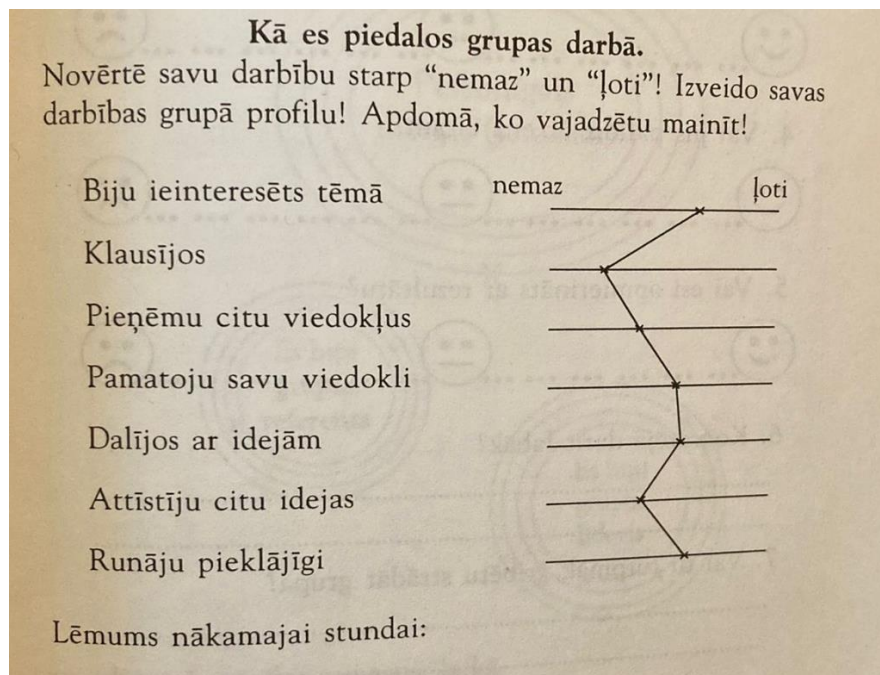 Kā es piedalos grupas darbā.
Novērtē savu darbību starp “nemaz” un “ļoti”! Izveido savas
darbības grupā profilu! Apdomā, ko vajadzētu mainīt!
Biju ieinteresēts tēmā nemaz ļoti
Klausījos
Pieņēmu citu viedokļus
Pamatoju savu viedokli
Dalījos ar idejām
Attīstīju citu idejas
Runāju pieklājīgi
Lēmums nākamajai stundai: